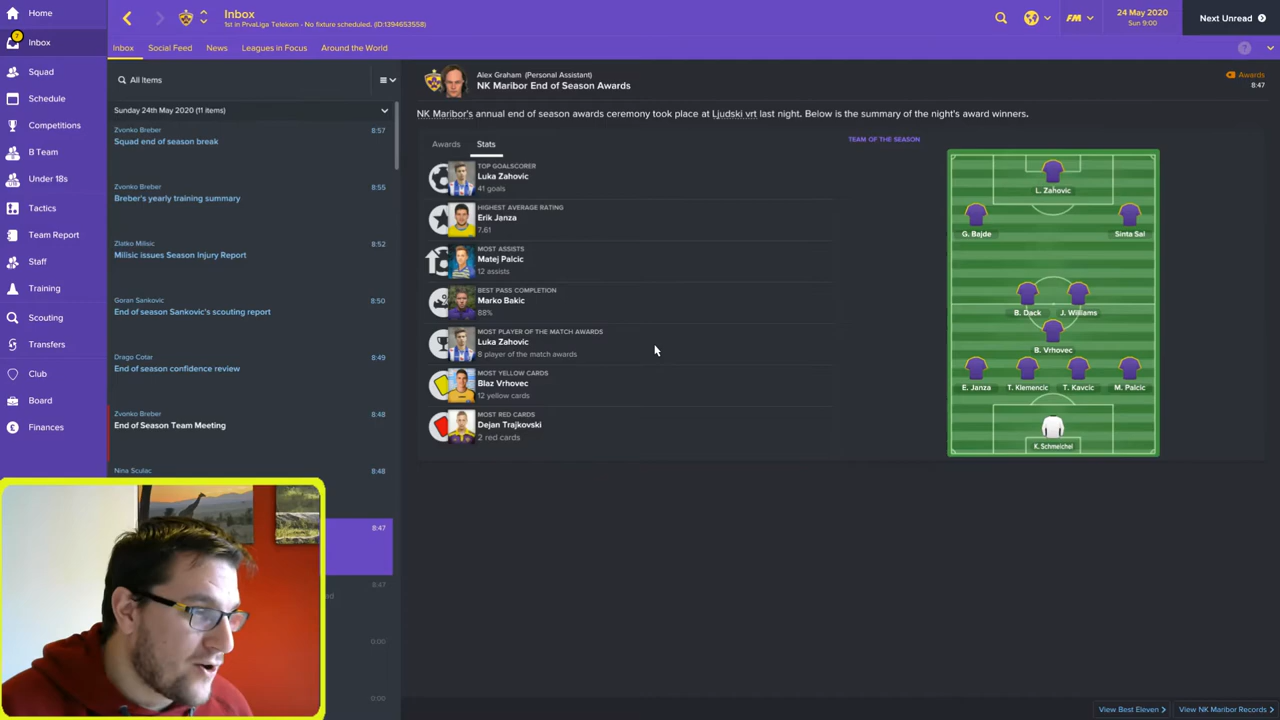 Home
Inbox
7
Squad
Schedule
Competitions
B Team
Under 18s
Tactics
Team Report
Staff
Training
Scouting
Transfers
Club
Board
Finances
Inbox
1st in PrvaLiga Telekom - No fixture scheduled. (ID:1394653558)
FM
24 May 2020
Sun 9:00
Next Unread
Inbox
Social Feed
News
Leagues in Focus
Around the World
?
All Items
Sunday 24th May 2020 (11 items)
Zvonko Breber
8:57
Squad end of season break
Zvonko Breber
8:55
Breber's yearly training summary
Zlatko Milisic
8:52
Milisic issues Season Injury Report
Goran Sankovic
8:50
End of season Sankovic's scouting report
Drago Cotar
8:49
End of season confidence review
Zvonko Breber
8:48
End of Season Team Meeting
Nina Sculac
8:48
8:47
8:47
0:00
0:00
Alex Graham (Personal Assistant)
NK Maribor End of Season Awards
Awards
8:47
NK Maribor's annual end of season awards ceremony took place at Ljudski vrt last night. Below is the summary of the night's award winners.
Awards
Stats
TOP GOALSCORER
Luka Zahovic
41 goals
HIGHEST AVERAGE RATING
Erik Janza
7.61
MOST ASSISTS
Matej Palcic
12 assists
BEST PASS COMPLETION
Marko Bakic
88%
MOST PLAYER OF THE MATCH AWARDS
Luka Zahovic
8 player of the match awards
MOST YELLOW CARDS
Blaz Vrhovec
12 yellow cards
MOST RED CARDS
Dejan Trajkovski
2 red cards
TEAM OF THE SEASON
L. Zahovic
G. Bajde
Sinta Sal
B. Dack
J. Williams
B. Vrhovec
E. Janza
T. Klemencic
T. Kavcic
M. Palcic
K. Schmeichel
View Best Eleven
View NK Maribor Records